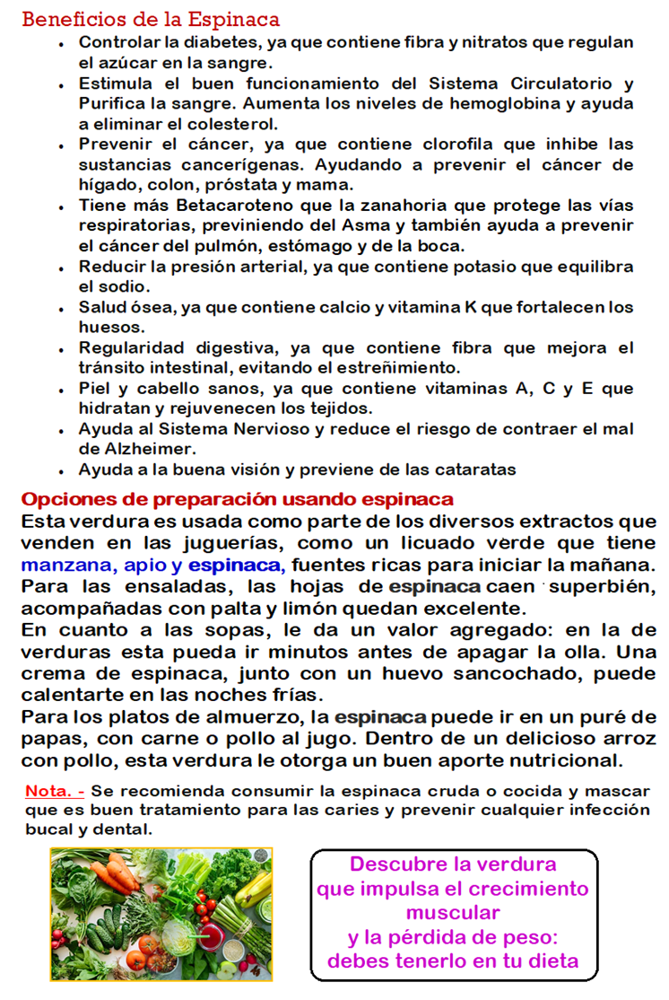 Beneficios de la Espinaca
• Controlar la diabetes, ya que contiene fibra y nitratos que regulan
el azúcar en la sangre.
• Estimula el buen funcionamiento del Sistema Circulatorio y
Purifica la sangre. Aumenta los niveles de hemoglobina y ayuda
a eliminar el colesterol.
• Prevenir el cáncer, ya que contiene clorofila que inhibe las
sustancias cancerígenas. Ayudando a prevenir el cáncer de
hígado, colon, próstata y mama.
• Tiene más Betacaroteno que la zanahoria que protege las vías
respiratorias, previniendo del Asma y también ayuda a prevenir
el cáncer del pulmón, estómago y de la boca.
• Reducir la presión arterial, ya que contiene potasio que equilibra
el sodio.
• Salud ósea, ya que contiene calcio y vitamina K que fortalecen los
huesos.
• Regularidad digestiva, ya que contiene fibra que mejora el
tránsito intestinal, evitando el estreñimiento.
• Piel y cabello sanos, ya que contiene vitaminas A, C y E que
hidratan y rejuvenecen los tejidos.
• Ayuda al Sistema Nervioso y reduce el riesgo de contraer el mal
de Alzheimer.
• Ayuda a la buena visión y previene de las cataratas
Opciones de preparación usando espinaca
Esta verdura es usada como parte de los diversos extractos que
venden en las juguerías, como un licuado verde que tiene
manzana, apio y espinaca, fuentes ricas para iniciar la mañana.
Para las ensaladas, las hojas de espinaca caen superbién,
acompañadas con palta y limón quedan excelente.
En cuanto a las sopas, le da un valor agregado: en la de
verduras esta pueda ir minutos antes de apagar la olla. Una
crema de espinaca, junto con un huevo sancochado, puede
calentarte en las noches frías.
Para los platos de almuerzo, la espinaca puede ir en un puré de
papas, con carne o pollo al jugo. Dentro de un delicioso arroz
con pollo, esta verdura le otorga un buen aporte nutricional.
Nota. - Se recomienda consumir la espinaca cruda o cocida y mascar
que es buen tratamiento para las caries y prevenir cualquier infección
bucal y dental.
Descubre la verdura
que impulsa el crecimiento
muscular
y la pérdida de peso:
debes tenerlo en tu dieta